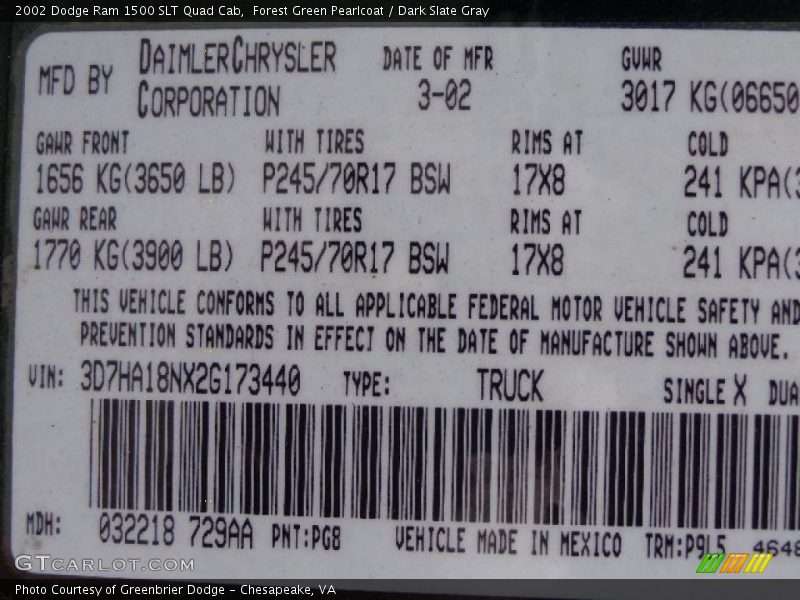 2002 Dodge Ram 1500 SLT Quad Cab, Forest Green Pearlcoat / Dark Slate Gray
MFD BY DAIMLERCHRYSLER CORPORATION DATE OF MFR 3-02 GVWR 3017 KG(06650
GAWR FRONT WITH TIRES RIMS AT COLD
1656 KG(3650 LB) P245/70R17 BSW 17X8 241 KPA(3
GAWR REAR WITH TIRES RIMS AT COLD
1770 KG(3900 LB) P245/70R17 BSW 17X8 241 KPA(3
THIS VEHICLE CONFORMS TO ALL APPLICABLE FEDERAL MOTOR VEHICLE SAFETY AND
PREVENTION STANDARDS IN EFFECT ON THE DATE OF MANUFACTURE SHOWN ABOVE.
VIN: 3D7HA18NX2G173440 TYPE: TRUCK SINGLE X DUA
MDH: 032218 729AA PNT:PG8 VEHICLE MADE IN MEXICO TRM:P9L5 4648
GTCARLOT.COM
Photo Courtesy of Greenbrier Dodge - Chesapeake, VA